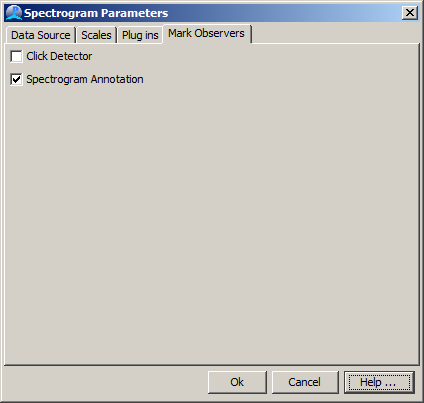 Spectrogram Parameters
Data Source Scales Plug ins Mark Observers
Click Detector
Spectrogram Annotation
Ok Cancel Help ...